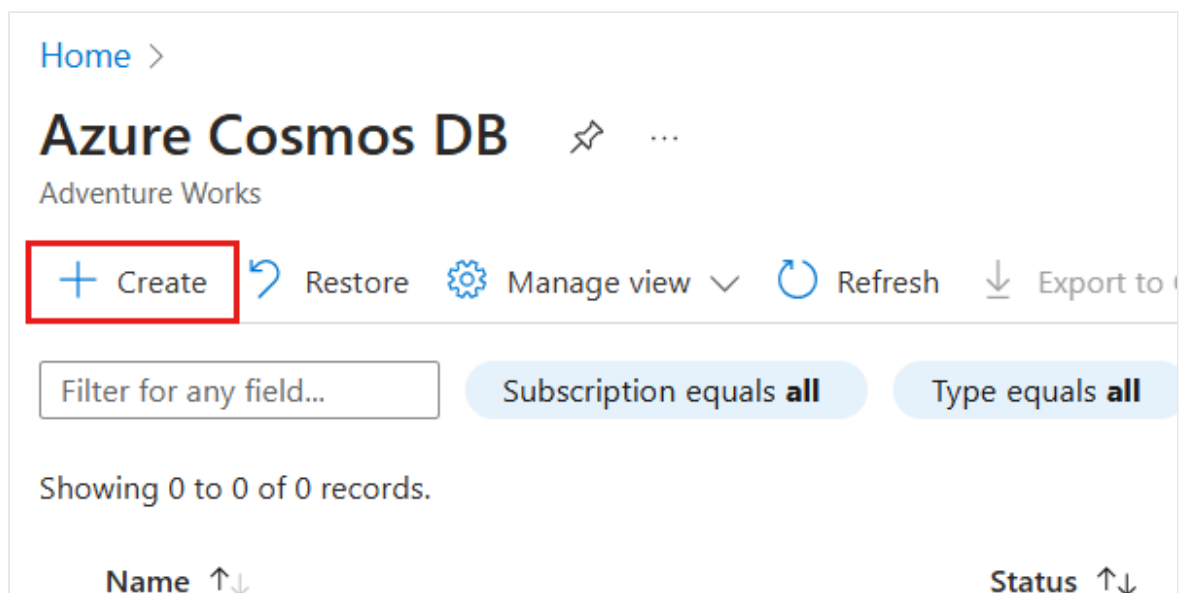 Home >
Azure Cosmos DB ...
Adventure Works
+ Create Restore Manage view Refresh Export to
Filter for any field... Subscription equals all Type equals all
Showing 0 to 0 of 0 records.
Name ↑↓ Status ↑↓